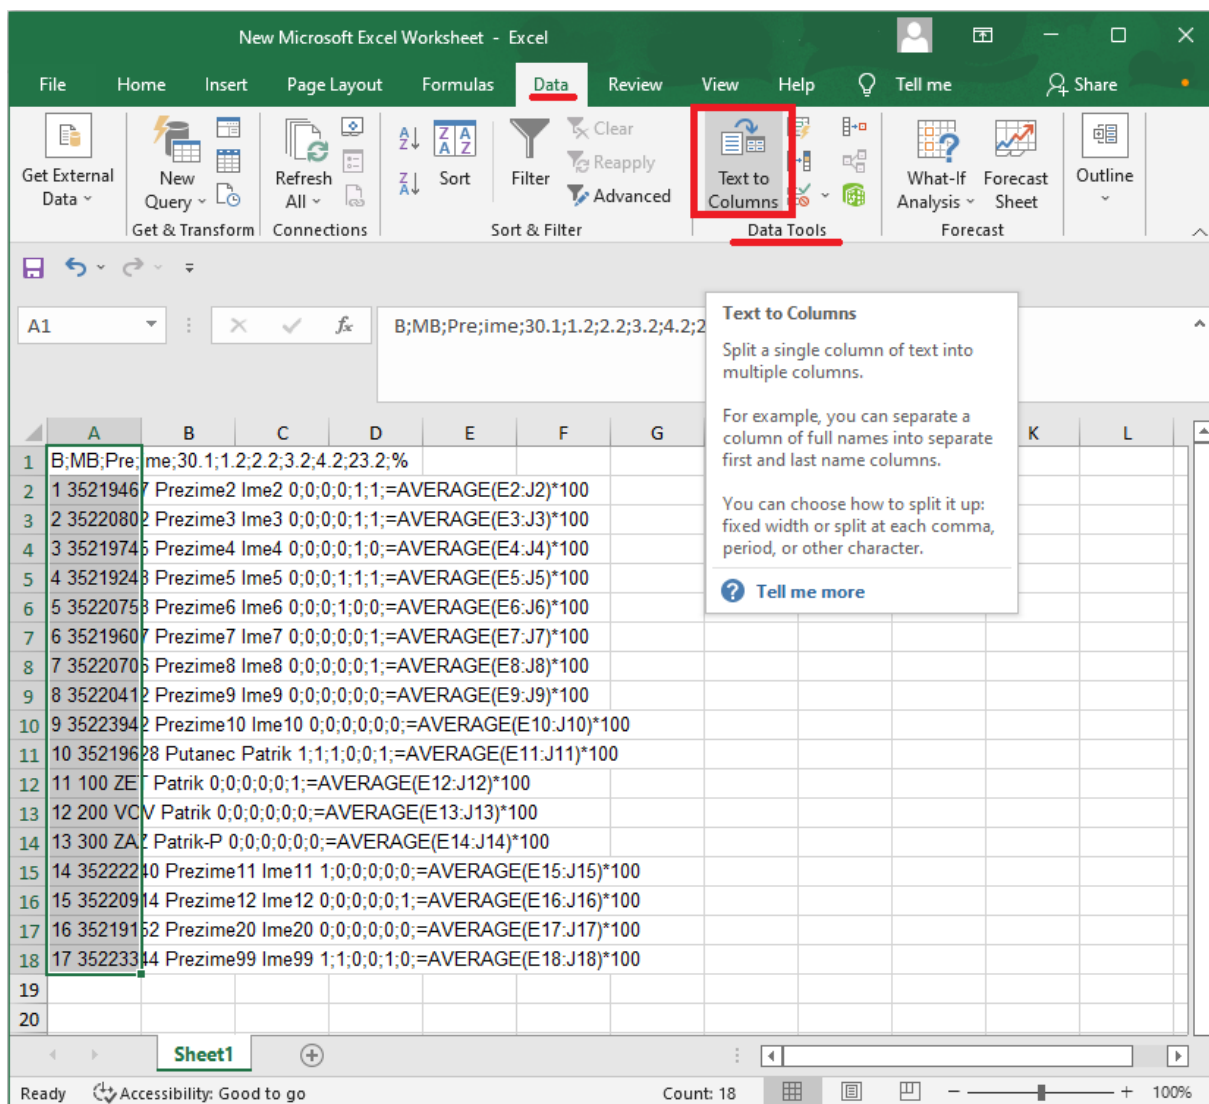 New Microsoft Excel Worksheet - Excel
File Home Insert Page Layout Formulas Data Review View Help Tell me Share
Get External Data
New Query
Get & Transform
Refresh All
Connections
Sort
Filter
Clear
Reapply
Advanced
Sort & Filter
Text to Columns
Data Tools
What-If Analysis
Forecast Sheet
Forecast
Outline
A1
fx
B;MB;Pre;ime;30.1;1.2;2.2;3.2;4.2;2
Text to Columns
Split a single column of text into
multiple columns.
For example, you can separate a
column of full names into separate
first and last name columns.
You can choose how to split it up:
fixed width or split at each comma,
period, or other character.
? Tell me more
A B C D E F G K L
1 B;MB;Pre;ime;30.1;1.2;2.2;3.2;4.2;23.2;%
2 1 35219467 Prezime2 Ime2 0;0;0;0;1;1;=AVERAGE(E2:J2)*100
3 2 35220802 Prezime3 Ime3 0;0;0;0;1;1;=AVERAGE(E3:J3)*100
4 3 35219745 Prezime4 Ime4 0;0;0;0;1;0;=AVERAGE(E4:J4)*100
5 4 35219243 Prezime5 Ime5 0;0;0;1;1;1;=AVERAGE(E5:J5)*100
6 5 35220753 Prezime6 Ime6 0;0;0;1;0;0;=AVERAGE(E6:J6)*100
7 6 35219607 Prezime7 Ime7 0;0;0;0;0;1;=AVERAGE(E7:J7)*100
8 7 35220706 Prezime8 Ime8 0;0;0;0;0;1;=AVERAGE(E8:J8)*100
9 8 35220412 Prezime9 Ime9 0;0;0;0;0;0;=AVERAGE(E9:J9)*100
10 9 35223942 Prezime10 Ime10 0;0;0;0;0;0;=AVERAGE(E10:J10)*100
11 10 35219628 Putanec Patrik 1;1;1;0;0;1;=AVERAGE(E11:J11)*100
12 11 100 ZET Patrik 0;0;0;0;0;1;=AVERAGE(E12:J12)*100
13 12 200 VOV Patrik 0;0;0;0;0;0;=AVERAGE(E13:J13)*100
14 13 300 ZAZ Patrik-P 0;0;0;0;0;0;=AVERAGE(E14:J14)*100
15 14 35222240 Prezime11 Ime11 1;0;0;0;0;0;=AVERAGE(E15:J15)*100
16 15 35220914 Prezime12 Ime12 0;0;0;0;0;1;=AVERAGE(E16:J16)*100
17 16 35219152 Prezime20 Ime20 0;0;0;0;0;0;=AVERAGE(E17:J17)*100
18 17 35223344 Prezime99 Ime99 1;1;0;0;1;0;=AVERAGE(E18:J18)*100
19
20
Sheet1
Ready Accessibility: Good to go Count: 18 100%